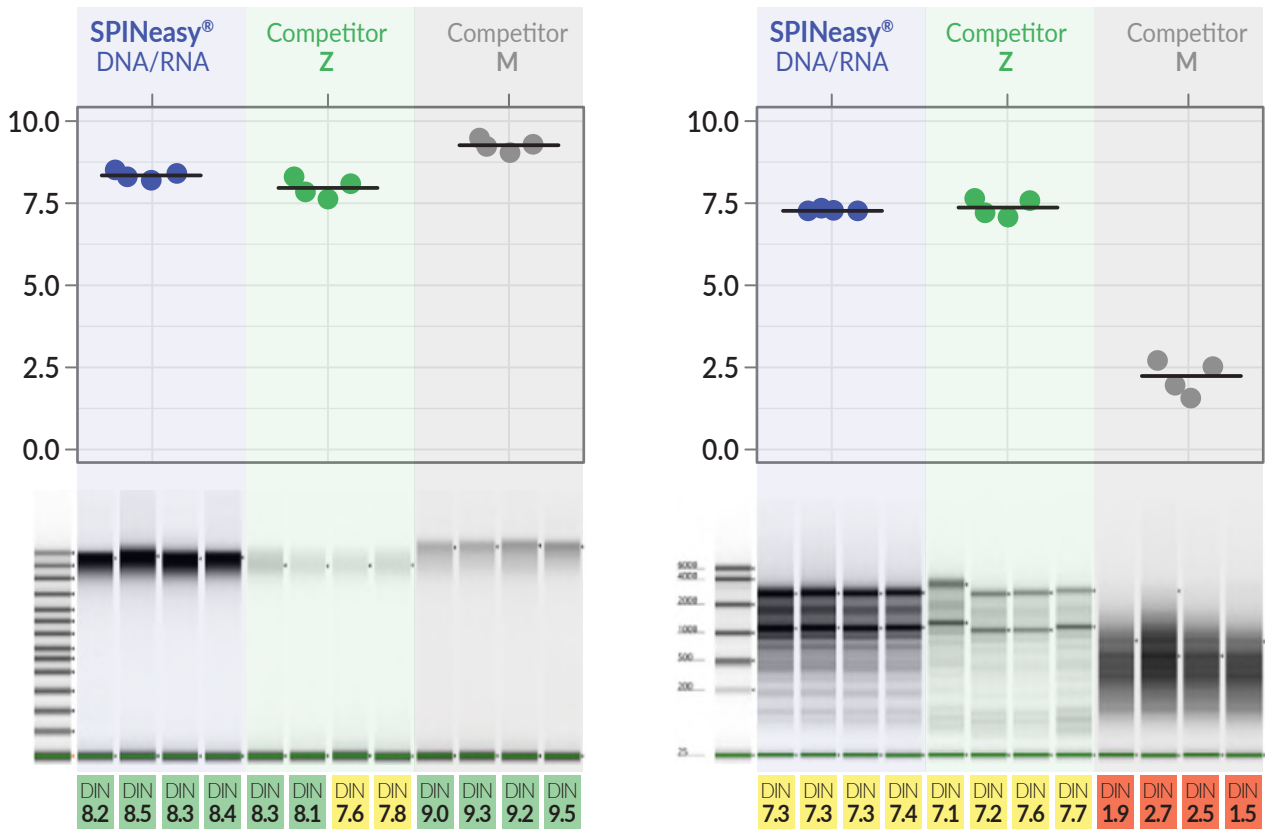 SPINeasy®
DNA/RNA
Competitor
Z
Competitor
M
10.0
7.5
5.0
2.5
0.0
DIN
8.2
DIN
8.5
DIN
8.3
DIN
8.4
DIN
8.3
DIN
8.1
DIN
7.6
DIN
7.8
DIN
9.0
DIN
9.3
DIN
9.2
DIN
9.5
SPINeasy®
DNA/RNA
Competitor
Z
Competitor
M
10.0
7.5
5.0
2.5
0.0
6000
4000
2000
1000
500
200
25
DIN
7.3
DIN
7.3
DIN
7.3
DIN
7.4
DIN
7.1
DIN
7.2
DIN
7.6
DIN
7.7
DIN
1.9
DIN
2.7
DIN
2.5
DIN
1.5